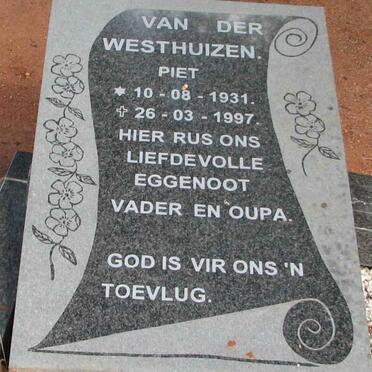 VAN DER
WESTHUIZEN.
PIET
✡ 10 - 08 - 1931.
✝ 26 - 03 - 1997.
HIER RUS ONS
LIEFDEVOLLE
EGGENOOT
VADER EN OUPA.
GOD IS VIR ONS 'N
TOEVLUG.